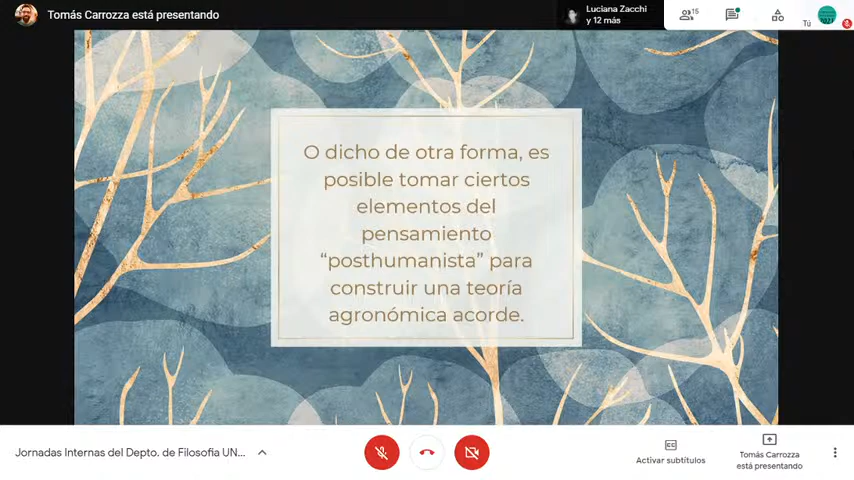 Tomás Carrozza está presentando
Luciana Zacchi
y 12 más
15
Tú
2021
O dicho de otra forma, es
posible tomar ciertos
elementos del
pensamiento
“posthumanista” para
construir una teoría
agronómica acorde.
Jornadas Internas del Depto. de Filosofia UN...
Activar subtítulos
Tomás Carrozza
está presentando